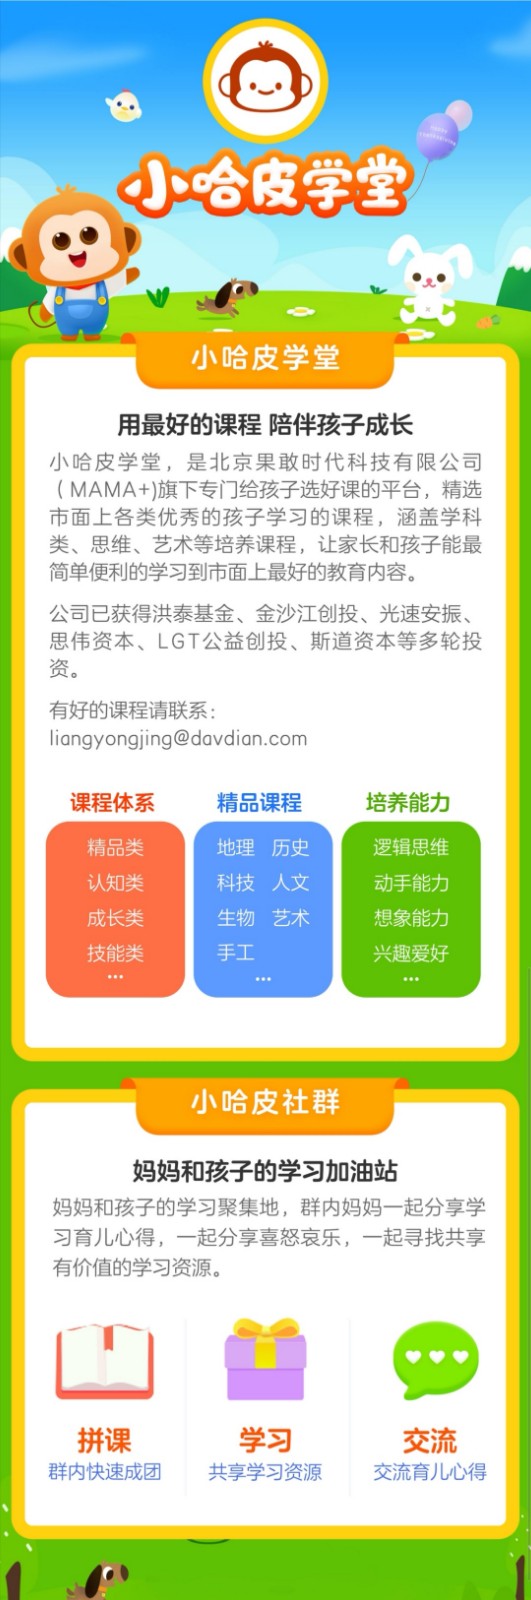 小哈皮学堂
小哈皮学堂
用最好的课程 陪伴孩子成长
小哈皮学堂，是北京果敢时代科技有限公司
（MAMA+)旗下专门给孩子选好课的平台，精选
市面上各类优秀的孩子学习的课程，涵盖学科
类、思维、艺术等培养课程，让家长和孩子能最
简单便利的学习到市面上最好的教育内容。
公司已获得洪泰基金、金沙江创投、光速安振、
思伟资本、LGT公益创投、斯道资本等多轮投
资。
有好的课程请联系：
liangyongjing@davdian.com
课程体系
精品类
认知类
成长类
技能类
...
精品课程
地理 历史
科技 人文
生物 艺术
手工
...
培养能力
逻辑思维
动手能力
想象能力
兴趣爱好
...
小哈皮社群
妈妈和孩子的学习加油站
妈妈和孩子的学习聚集地，群内妈妈一起分享学
习育儿心得，一起分享喜怒哀乐，一起寻找共享
有价值的学习资源。
拼课
群内快速成团
学习
共享学习资源
交流
交流育儿心得